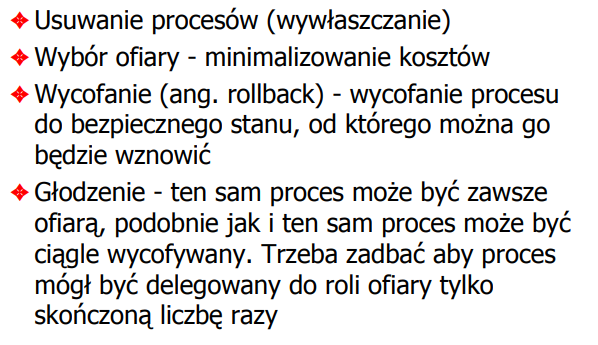 Usuwanie procesów (wywłaszczanie)
Wybór ofiary - minimalizowanie kosztów
Wycofanie (ang. rollback) - wycofanie procesu
do bezpiecznego stanu, od którego można go
będzie wznowić
Głodzenie - ten sam proces może być zawsze
ofiarą, podobnie jak i ten sam proces może być
ciągle wycofywany. Trzeba zadbać aby proces
mógł być delegowany do roli ofiary tylko
skończoną liczbę razy